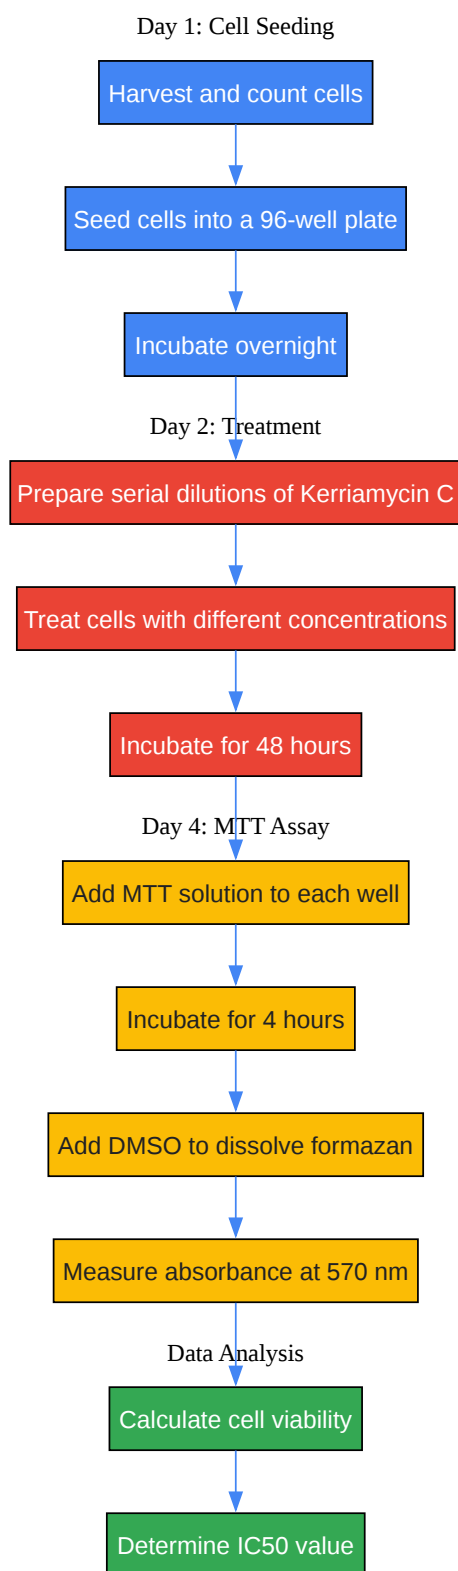 Day 1: Cell Seeding
Harvest and count cells
Seed cells into a 96-well plate
Incubate overnight
Day 2: Treatment
Prepare serial dilutions of Kerriamycin C
Treat cells with different concentrations
Incubate for 48 hours
Day 4: MTT Assay
Add MTT solution to each well
Incubate for 4 hours
Add DMSO to dissolve formazan
Measure absorbance at 570 nm
Data Analysis
Calculate cell viability
Determine IC50 value